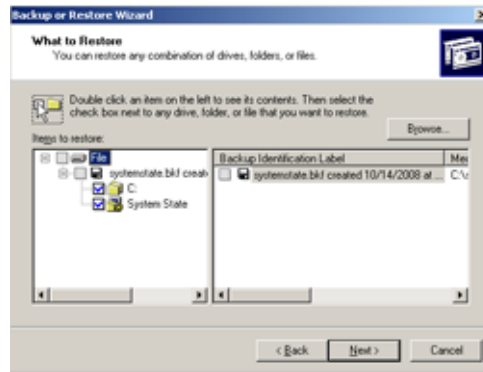 Backup or Restore Wizard
What to Restore
You can restore any combination of drives, folders, or files.
Double click an item on the left to see its contents. Then select the
check box next to any drive, folder, or file that you want to restore.
Browse...
Items to restore:
File
systemstate.bkf creat
C:
System State
Backup Identification Label
Med
systemstate.bkf created 10/14/2008 at ...
C:\
< Back
Next >
Cancel